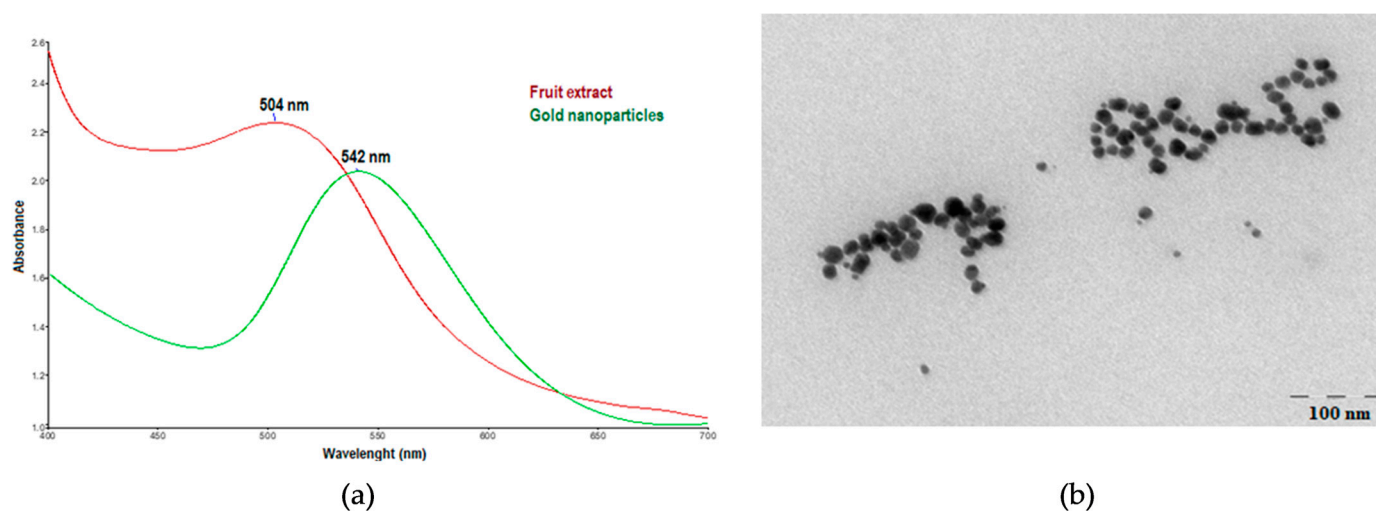 2.6
2.4
2.2
2.0
1.8
1.6
1.4
1.2
1.0
Absorbance
504 nm
542 nm
Fruit extract
Gold nanoparticles
400
450
500
550
600
650
700
Wavelenght (nm)
(a)
100 nm
(b)